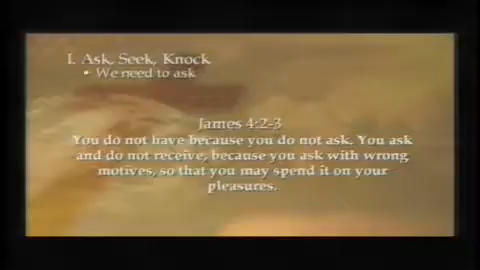 I. Ask, Seek, Knock
• We need to ask
James 4:2-3
You do not have because you do not ask. You ask
and do not receive, because you ask with wrong
motives, so that you may spend it on your
pleasures.